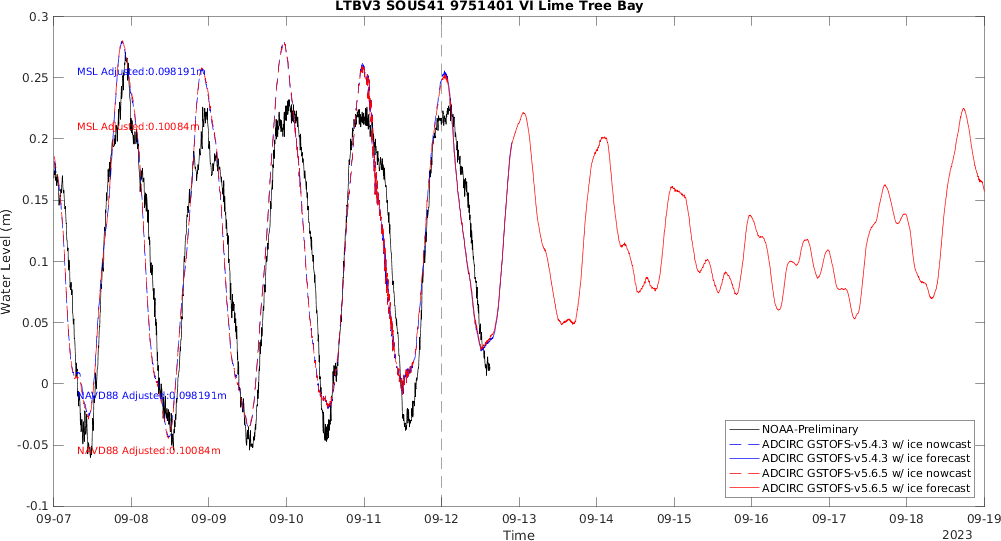 LTBV3 SOUS41 9751401 VI Lime Tree Bay
0.3
0.25
0.2
0.15
0.1
0.05
0
-0.05
-0.1
Water Level (m)
MSL Adjusted:0.098191m
MSL Adjusted:0.10084m
NAVD88 Adjusted:0.098191m
NAVD88 Adjusted:0.10084m
NOAA-Preliminary
ADCIRC GSTOFS-v5.4.3 w/ ice nowcast
ADCIRC GSTOFS-v5.4.3 w/ ice forecast
ADCIRC GSTOFS-v5.6.5 w/ ice nowcast
ADCIRC GSTOFS-v5.6.5 w/ ice forecast
09-07 09-08 09-09 09-10 09-11 09-12 09-13 09-14 09-15 09-16 09-17 09-18 09-19
Time
2023